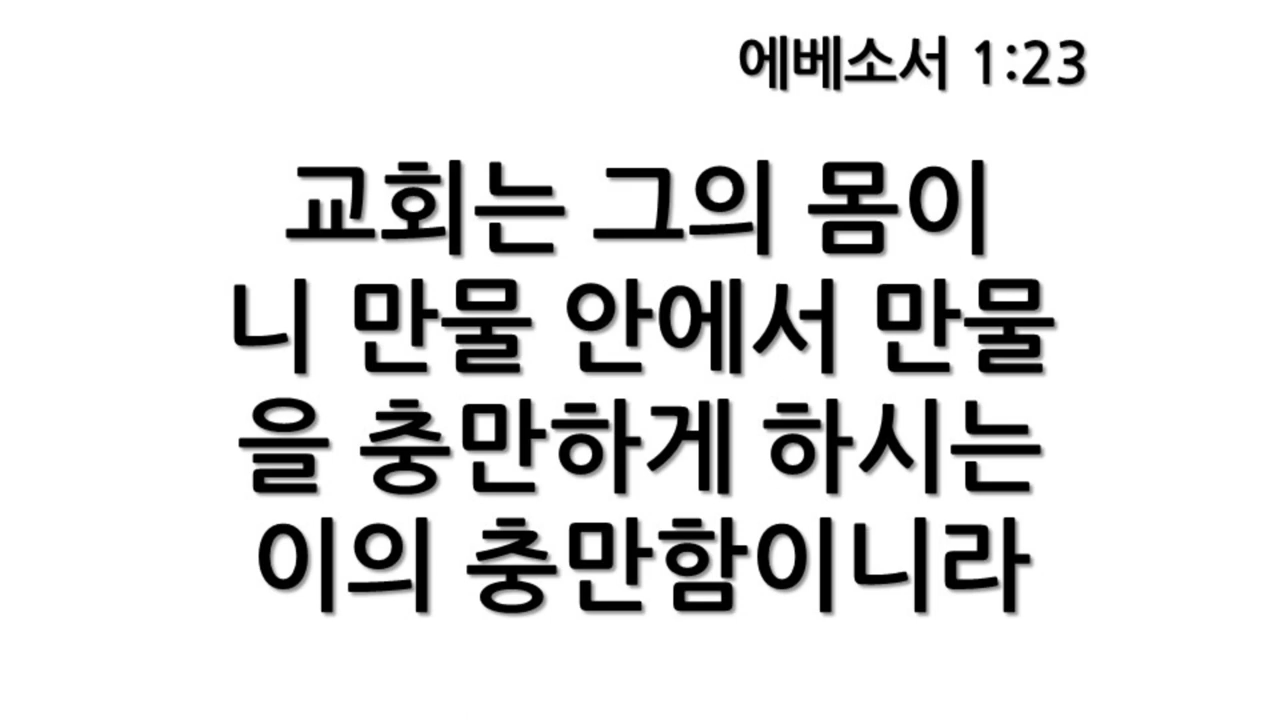 에베소서 1:23
교회는 그의 몸이
니 만물 안에서 만물
을 충만하게 하시는
이의 충만함이니라